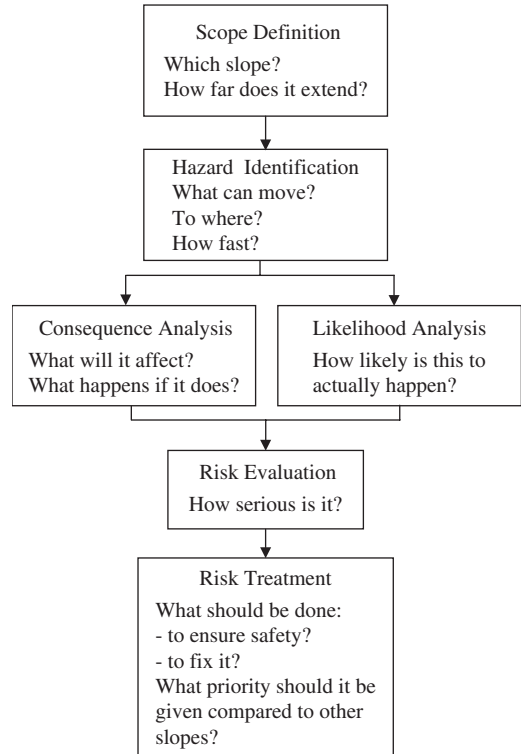 Scope Definition
Which slope?
How far does it extend?
Hazard Identification
What can move?
To where?
How fast?
Consequence Analysis
What will it affect?
What happens if it does?
Likelihood Analysis
How likely is this to
actually happen?
Risk Evaluation
How serious is it?
Risk Treatment
What should be done:
- to ensure safety?
- to fix it?
What priority should it be
given compared to other
slopes?